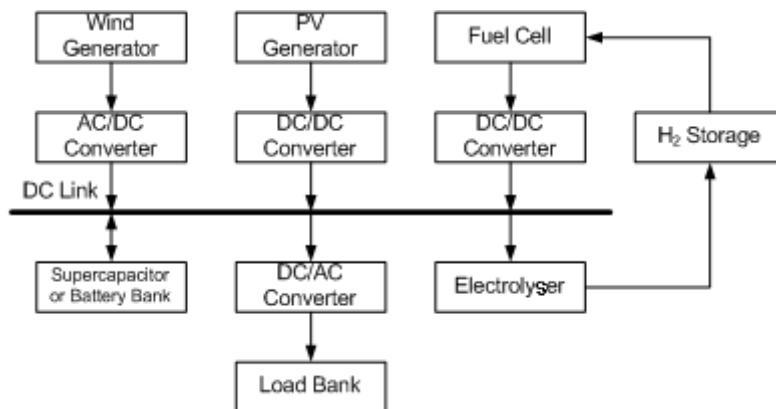 Wind
Generator
PV
Generator
Fuel Cell
AC/DC
Converter
DC/DC
Converter
DC/DC
Converter
H₂ Storage
DC Link
Supercapacitor
or Battery Bank
DC/AC
Converter
Electrolyser
Load Bank